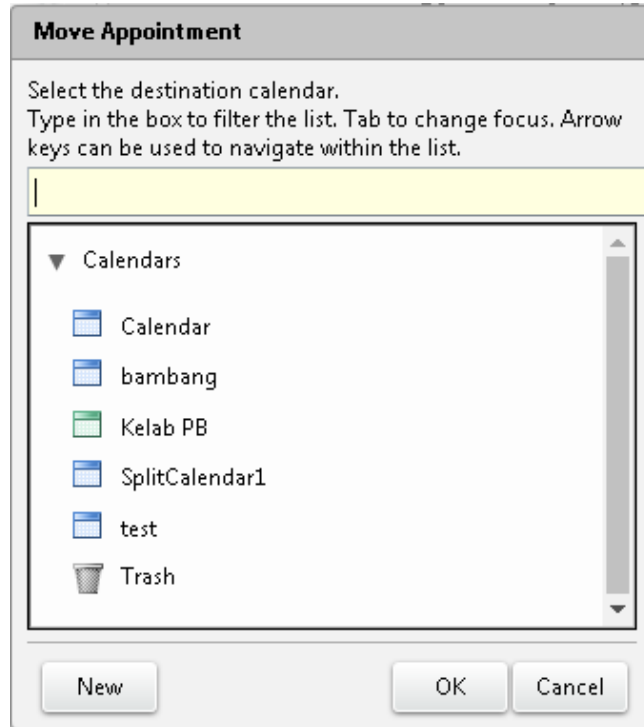 Move Appointment
Select the destination calendar.
Type in the box to filter the list. Tab to change focus. Arrow
keys can be used to navigate within the list.
Calendars
Calendar
bambang
Kelab PB
SplitCalendar1
test
Trash
New OK Cancel